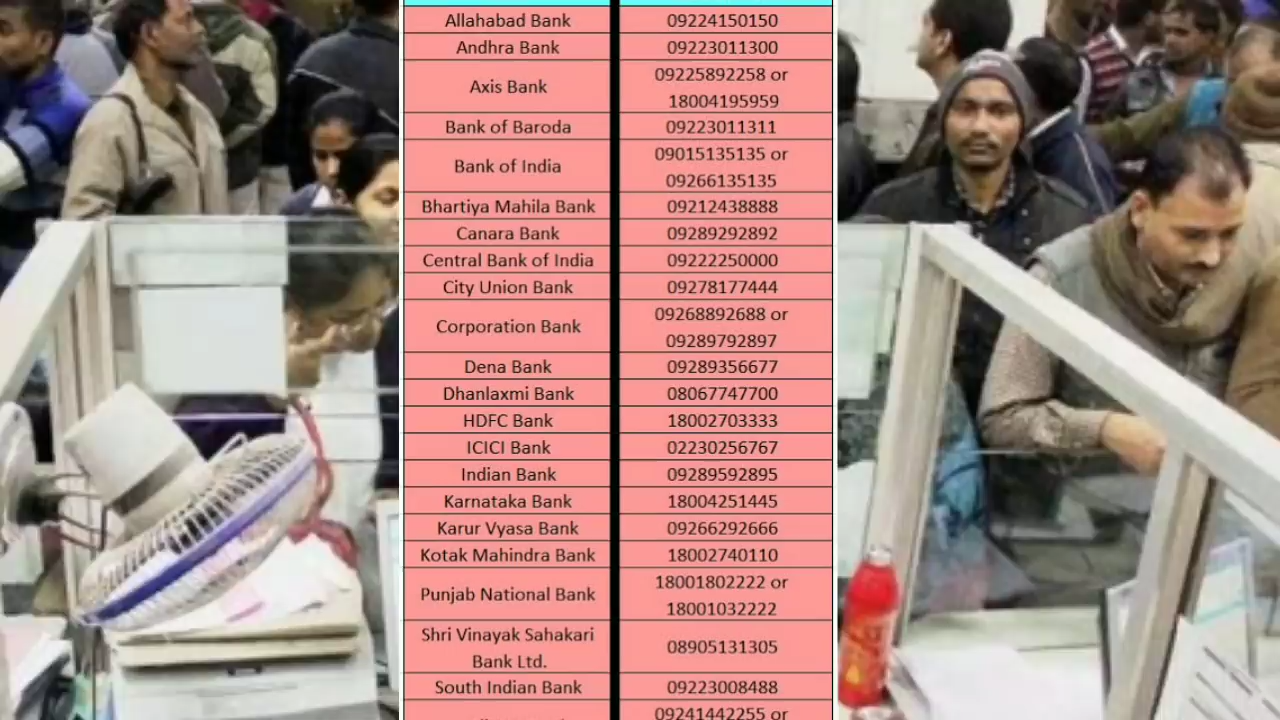 Allahabad Bank 09224150150
Andhra Bank 09223011300
Axis Bank 09225892258 or
18004195959
Bank of Baroda 09223011311
Bank of India 09015135135 or
09266135135
Bhartiya Mahila Bank 09212438888
Canara Bank 09289292892
Central Bank of India 09222250000
City Union Bank 09278177444
Corporation Bank 09268892688 or
09289792897
Dena Bank 09289356677
Dhanlaxmi Bank 08067747700
HDFC Bank 18002703333
ICICI Bank 02230256767
Indian Bank 09289592895
Karnataka Bank 18004251445
Karur Vyasa Bank 09266292666
Kotak Mahindra Bank 18002740110
Punjab National Bank 18001802222 or
18001032222
Shri Vinayak Sahakari
Bank Ltd. 08905131305
South Indian Bank 09223008488
09241442255 or